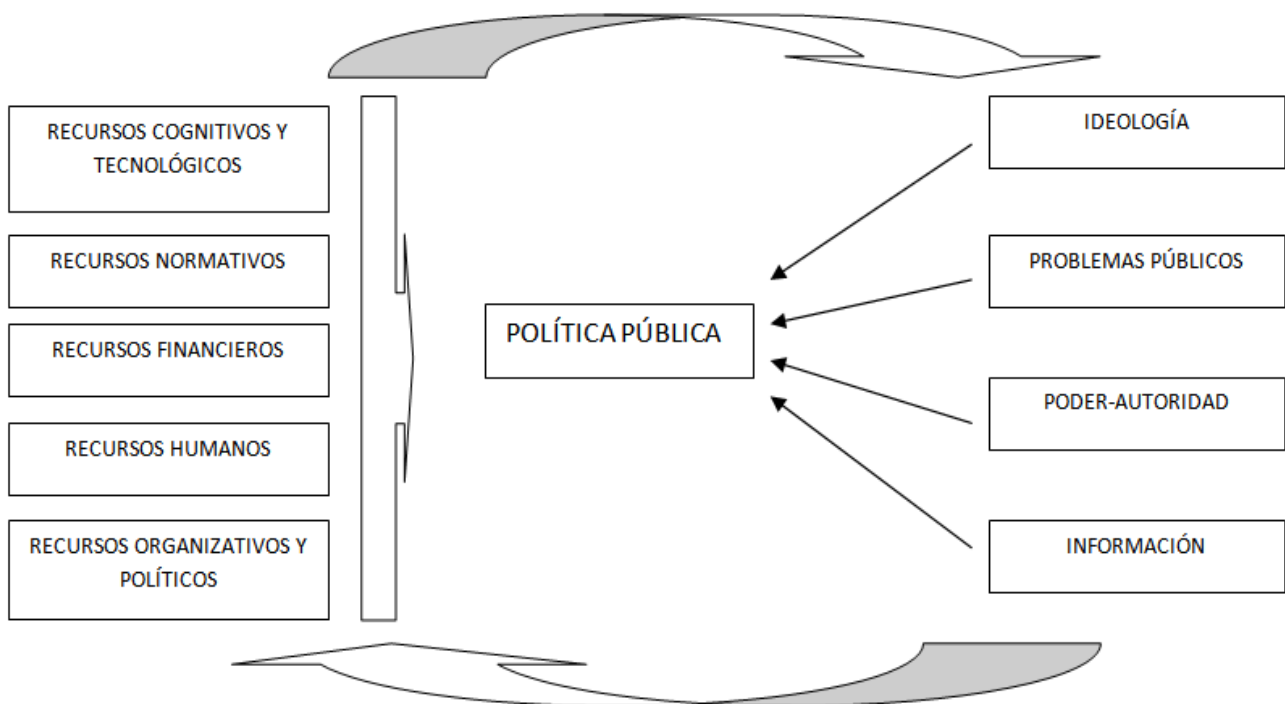 RECURSOS COGNITIVOS Y
TECNOLÓGICOS
RECURSOS NORMATIVOS
RECURSOS FINANCIEROS
RECURSOS HUMANOS
RECURSOS ORGANIZATIVOS Y
POLÍTICOS
POLÍTICA PÚBLICA
IDEOLOGÍA
PROBLEMAS PÚBLICOS
PODER-AUTORIDAD
INFORMACIÓN